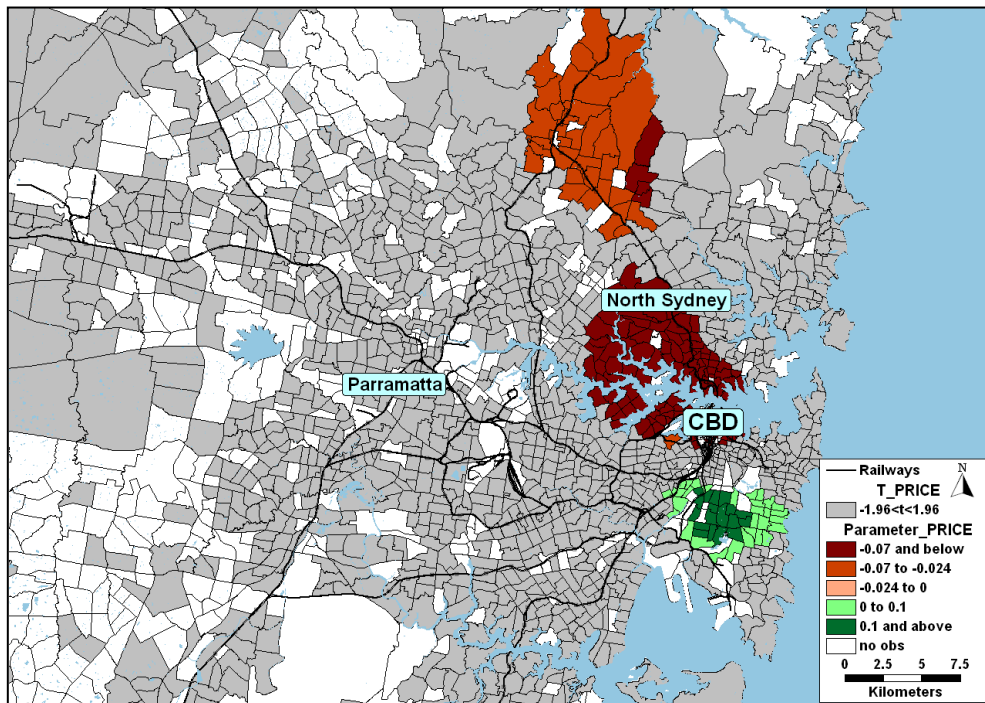 North Sydney
Parramatta
CBD
Railways
N
T_PRICE
-1.96<t<1.96
Parameter_PRICE
-0.07 and below
-0.07 to -0.024
-0.024 to 0
0 to 0.1
0.1 and above
no obs
0 2.5 5 7.5
Kilometers